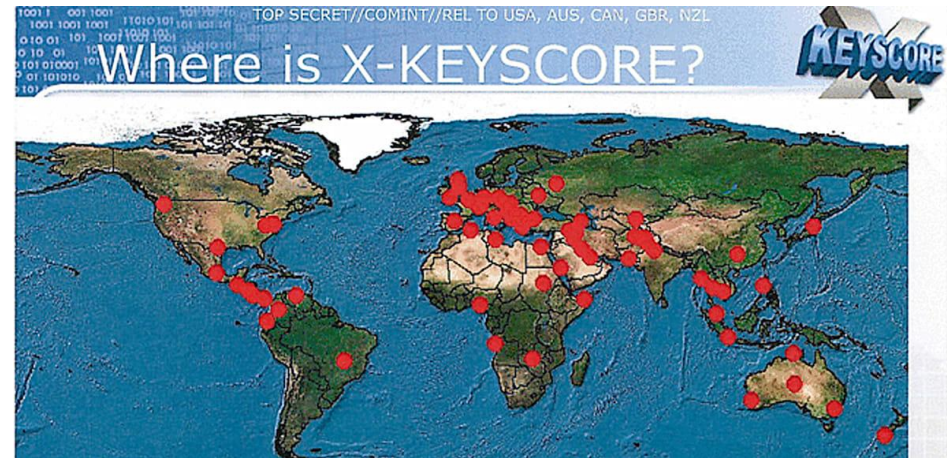 TOP SECRET//COMINT//REL TO USA, AUS, CAN, GBR, NZL
Where is X-KEYSCORE?
X KEYSCORE